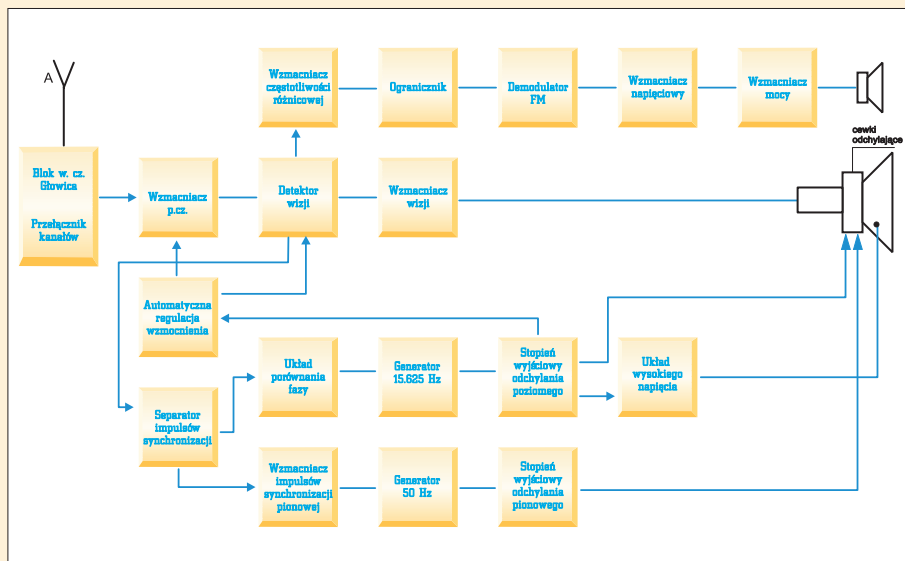 A
Wzmacniacz
częstotliwości
różnicowej
Ogranicznik
Demodulator
FM
Wzmacniacz
napięciowy
Wzmacniacz
mocy
cewki
odchylające
Blok w. cz.
Głowica
Przełącznik
kanałów
Wzmacniacz
p.cz.
Detektor
wizji
Wzmacniacz
wizji
Automatyczna
regulacja
wzmocnienia
Układ
porównania
fazy
Generator
15.625 Hz
Stopień
wyjściowy
odchylania
poziomego
Układ
wysokiego
napięcia
Separator
impulsów
synchronizacji
Wzmacniacz
impulsów
synchronizacji
pionowej
Generator
50 Hz
Stopień
wyjściowy
odchylania
pionowego